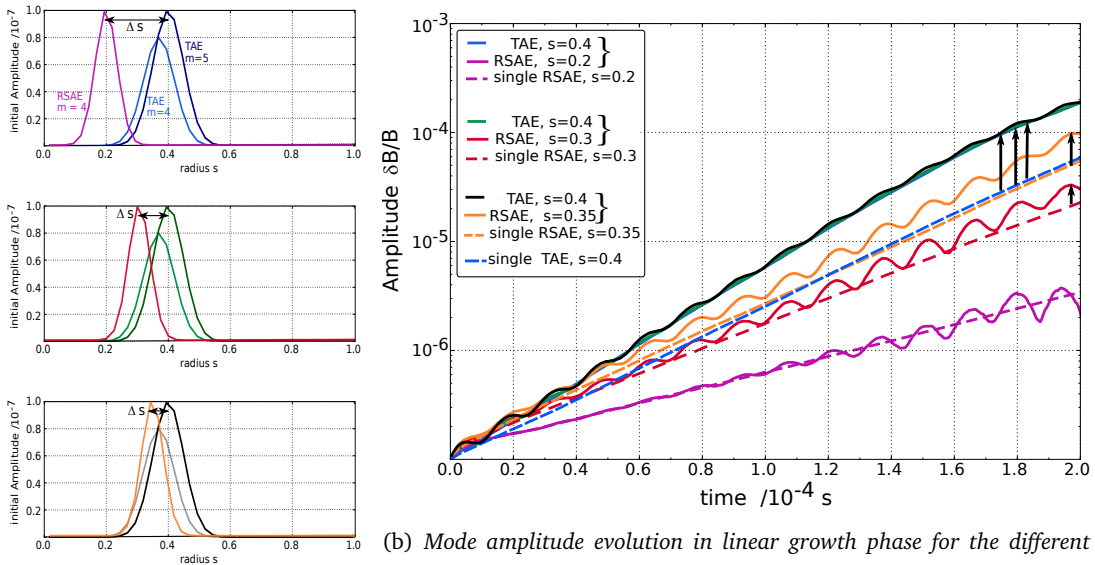 initial Amplitude /10⁻⁷
1.0
0.8
0.6
0.4
0.2
Δ s
TAE
m=5
RSAE
m = 4
TAE
m=4
0.0 0.2 0.4 0.6 0.8 1.0
radius s
initial Amplitude /10⁻⁷
1.0
0.8
0.6
0.4
0.2
Δ s
0.0 0.2 0.4 0.6 0.8 1.0
radius s
initial Amplitude /10⁻⁷
1.0
0.8
0.6
0.4
0.2
Δ s
0.0 0.2 0.4 0.6 0.8 1.0
radius s
Amplitude δB/B
10⁻³
10⁻⁴
10⁻⁵
10⁻⁶
TAE, s=0.4
RSAE, s=0.2 }
single RSAE, s=0.2
TAE, s=0.4
RSAE, s=0.3 }
single RSAE, s=0.3
TAE, s=0.4
RSAE, s=0.35 }
single RSAE, s=0.35
single TAE, s=0.4
0.0 0.2 0.4 0.6 0.8 1.0 1.2 1.4 1.6 1.8 2.0
time /10⁻⁴ s
(b) Mode amplitude evolution in linear growth phase for the different